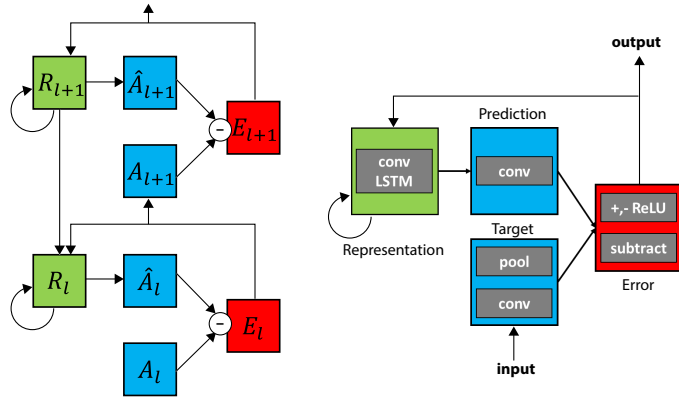 R_{l+1}
Â_{l+1}
-
E_{l+1}
A_{l+1}
R_l
Â_l
-
E_l
A_l
output
Prediction
conv
LSTM
conv
Representation
Target
pool
conv
+,- ReLU
subtract
Error
input